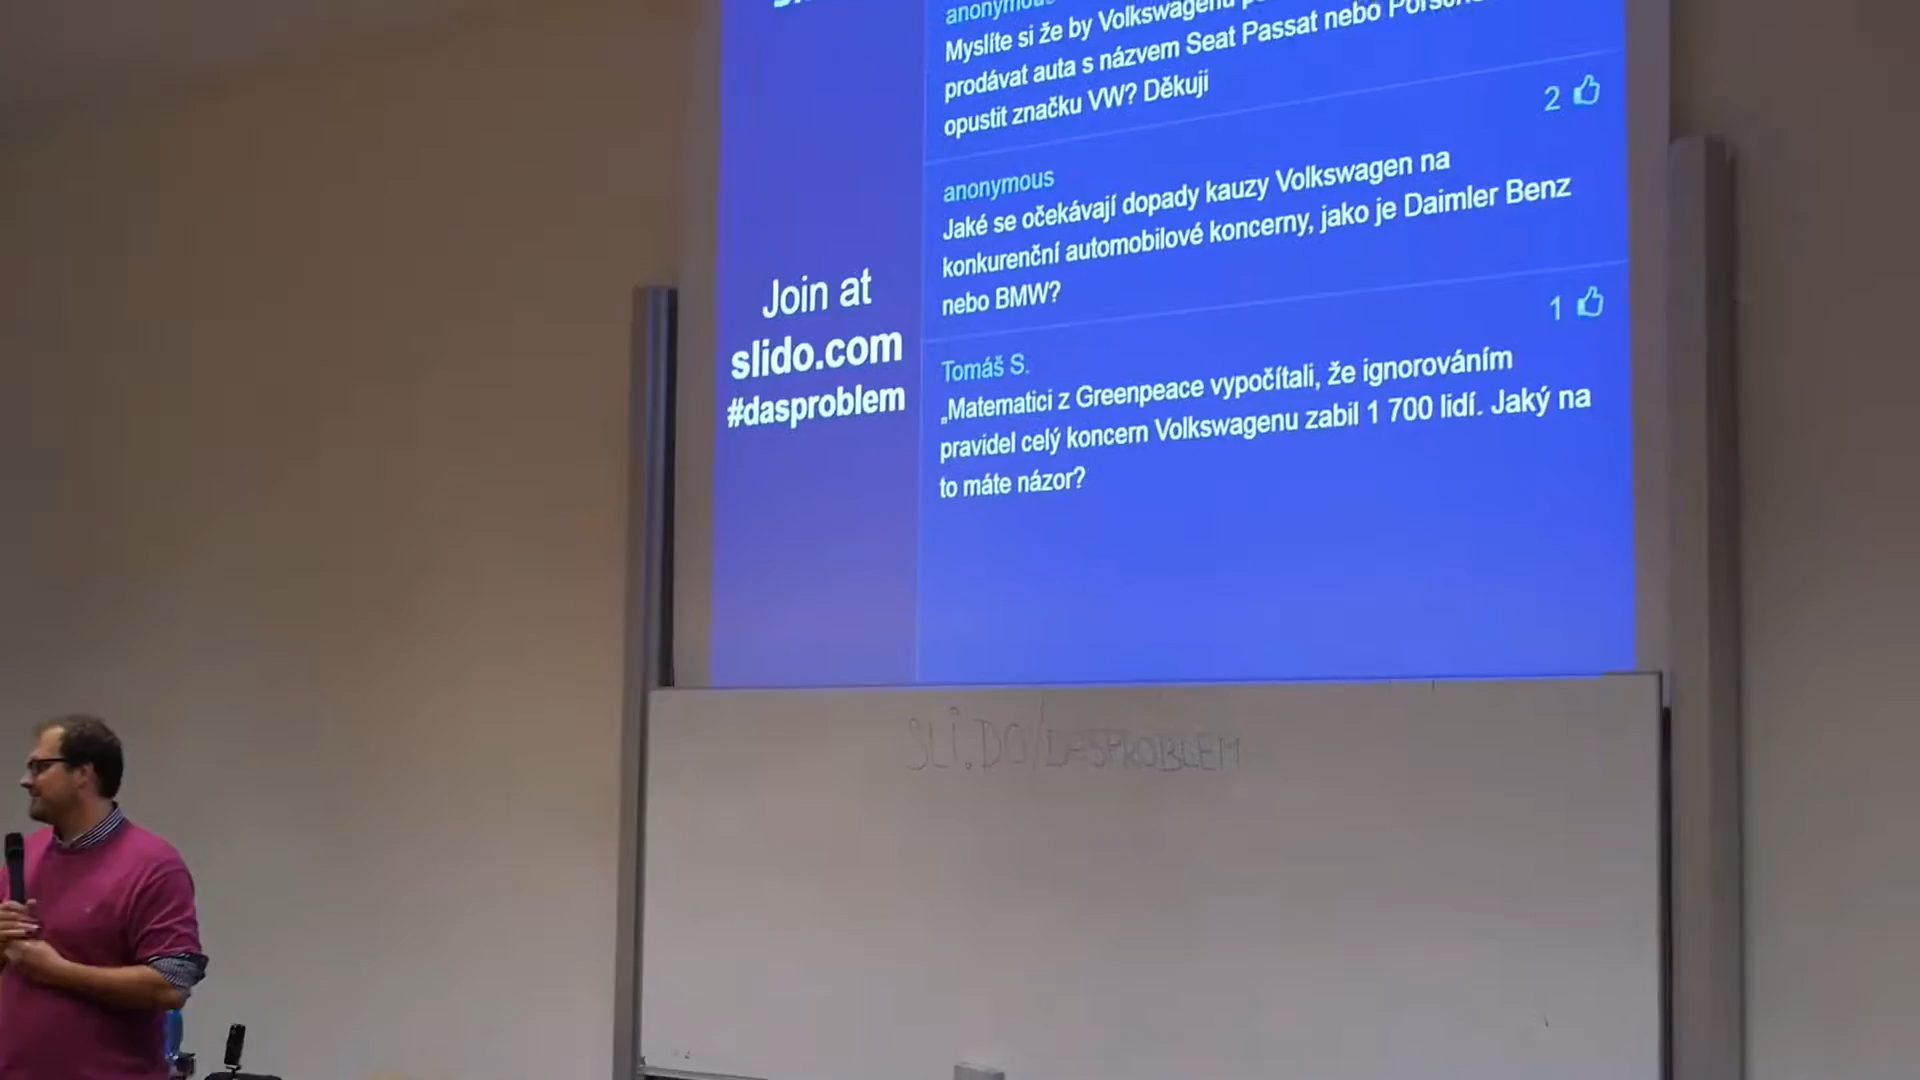 anonymous
Myslíte si že by Volkswagenu
prodávat auta s názvem Seat Passat nebo
opustit značku VW? Děkuji
2
anonymous
Jaké se očekávají dopady kauzy Volkswagen na
konkurenční automobilové koncerny, jako je Daimler Benz
nebo BMW?
1
Tomáš S.
„Matematici z Greenpeace vypočítali, že ignorováním
pravidel celý koncern Volkswagenu zabil 1 700 lidí. Jaký na
to máte názor?
Join at
slido.com
#dasproblem
SLI.DO/DASPROBLEM